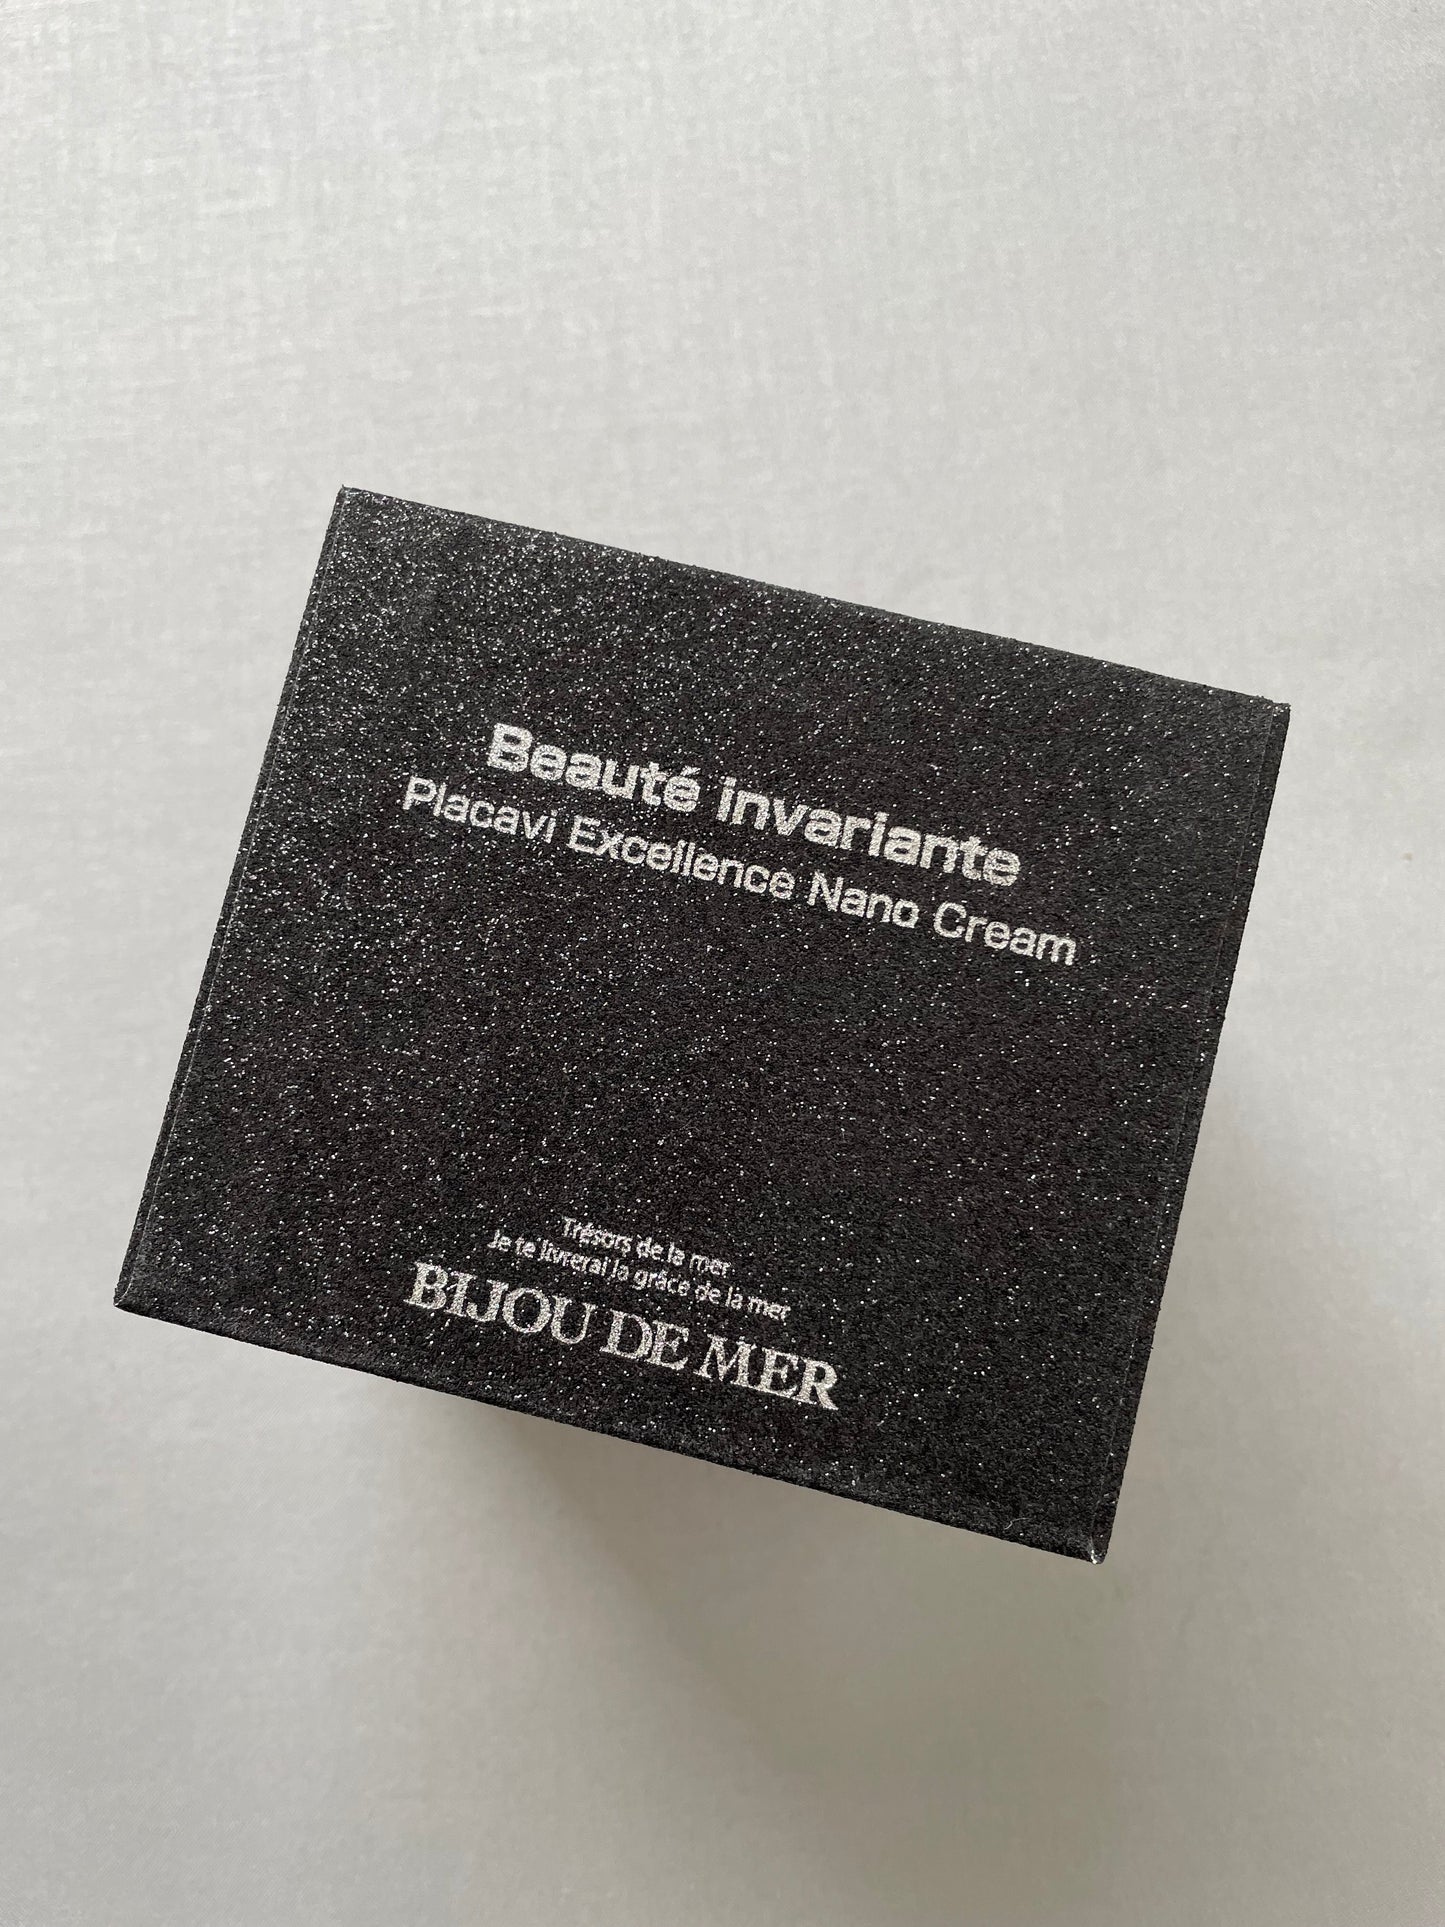 Beauté invariante
Placavi Excellence Nano Cream
Trésors de la mer
Je te livrerai la grâce de la mer
BIJOU DE MER